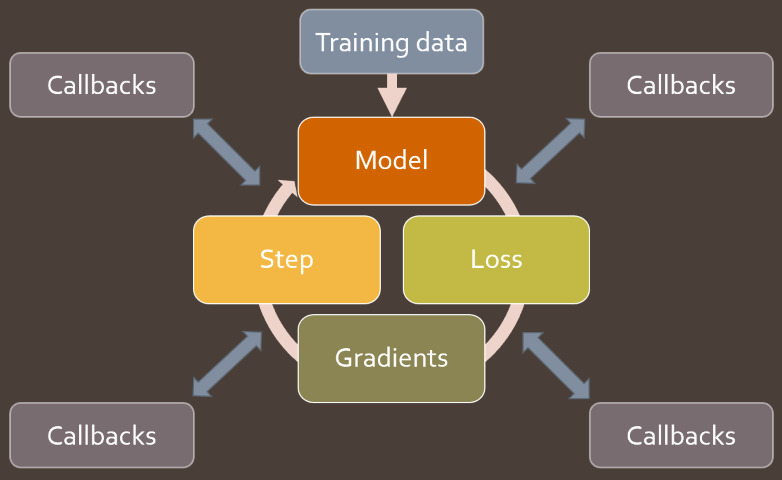 Training data
Callbacks
Callbacks
Model
Step
Loss
Gradients
Callbacks
Callbacks